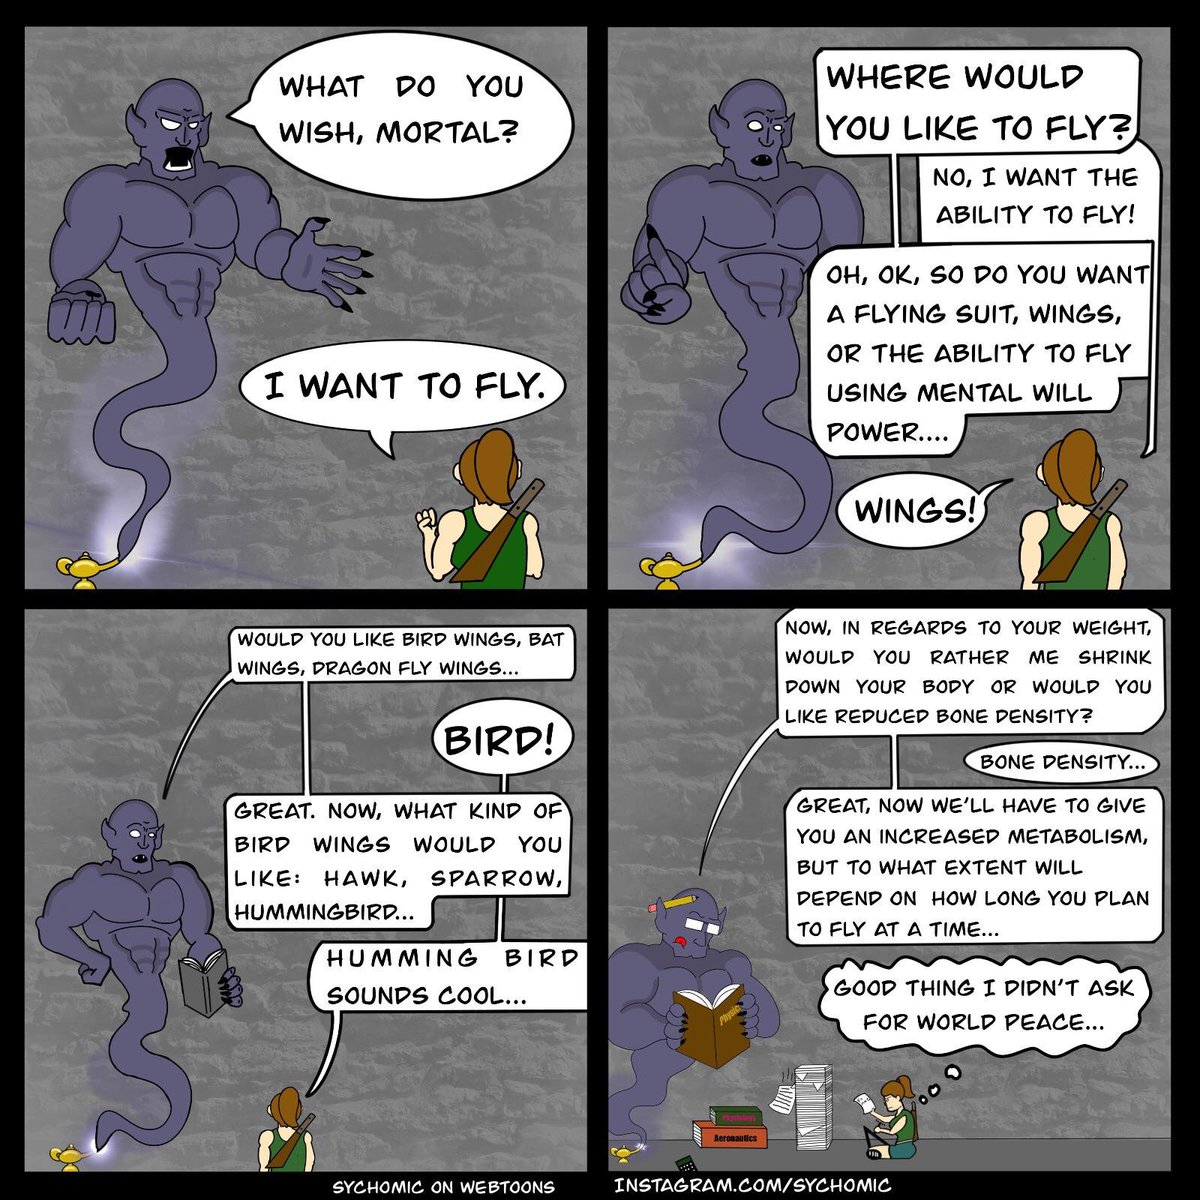 WHAT DO YOU
WISH, MORTAL?
I WANT TO FLY.
WHERE WOULD
YOU LIKE TO FLY?
NO, I WANT THE
ABILITY TO FLY!
OH, OK, SO DO YOU WANT
A FLYING SUIT, WINGS,
OR THE ABILITY TO FLY
USING MENTAL WILL
POWER....
WINGS!
WOULD YOU LIKE BIRD WINGS, BAT
WINGS, DRAGON FLY WINGS...
BIRD!
GREAT. NOW, WHAT KIND OF
BIRD WINGS WOULD YOU
LIKE: HAWK, SPARROW,
HUMMINGBIRD...
HUMMING BIRD
SOUNDS COOL...
NOW, IN REGARDS TO YOUR WEIGHT,
WOULD YOU RATHER ME SHRINK
DOWN YOUR BODY OR WOULD YOU
LIKE REDUCED BONE DENSITY?
BONE DENSITY...
GREAT, NOW WE'LL HAVE TO GIVE
YOU AN INCREASED METABOLISM,
BUT TO WHAT EXTENT WILL
DEPEND ON HOW LONG YOU PLAN
TO FLY AT A TIME...
GOOD THING I DIDN'T ASK
FOR WORLD PEACE...
Physics
Physiology
Aeronautics
SYCHOMIC ON WEBTOONS
INSTAGRAM.COM/SYCHOMIC